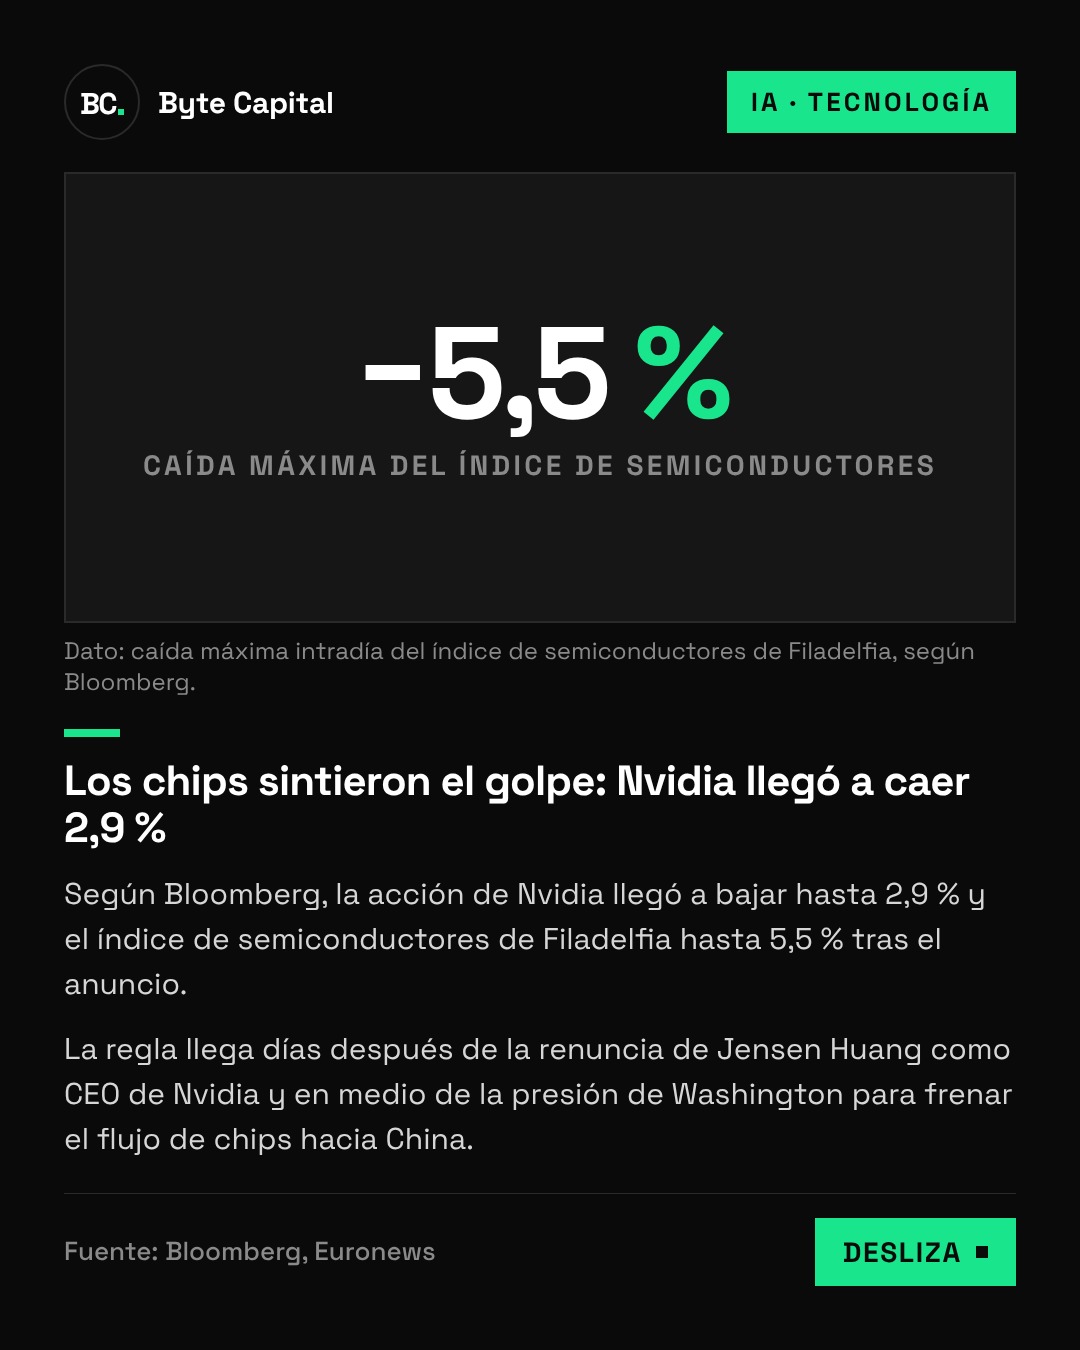 BC.
Byte Capital
IA · TECNOLOGÍA
−5,5 %
CAÍDA MÁXIMA DEL ÍNDICE DE SEMICONDUCTORES
Dato: caída máxima intradía del índice de semiconductores de Filadelfia, según
Bloomberg.
Los chips sintieron el golpe: Nvidia llegó a caer
2,9 %
Según Bloomberg, la acción de Nvidia llegó a bajar hasta 2,9 % y
el índice de semiconductores de Filadelfia hasta 5,5 % tras el
anuncio.
La regla llega días después de la renuncia de Jensen Huang como
CEO de Nvidia y en medio de la presión de Washington para frenar
el flujo de chips hacia China.
Fuente: Bloomberg, Euronews
DESLIZA